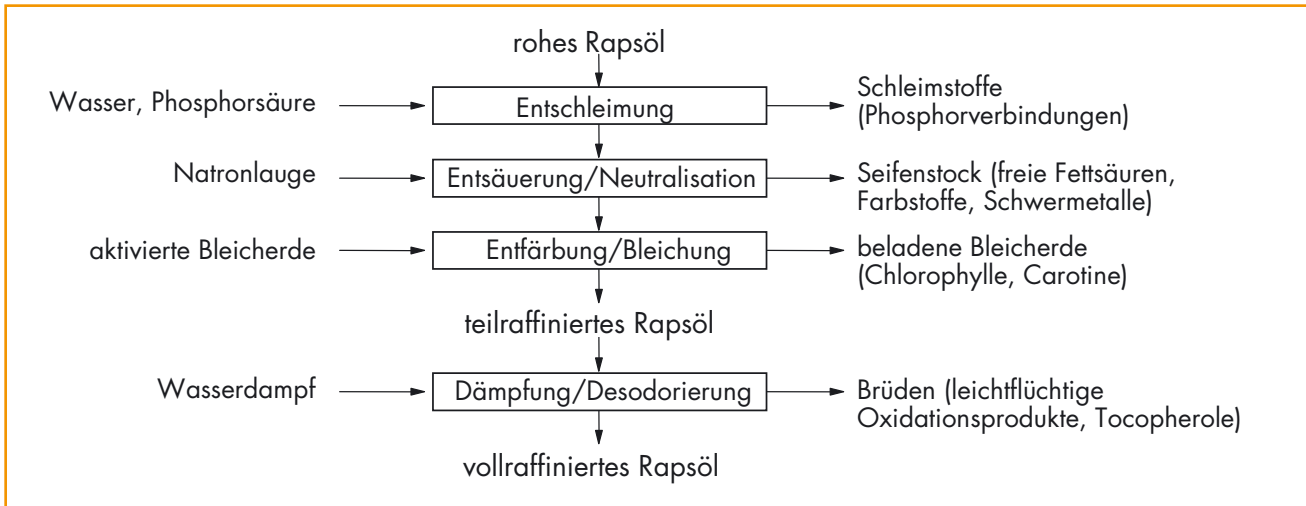 rohes Rapsöl
Wasser, Phosphorsäure
Entschleimung
Schleimstoffe
(Phosphorverbindungen)
Natronlauge
Entsäuerung/Neutralisation
Seifenstock (freie Fettsäuren,
Farbstoffe, Schwermetalle)
aktivierte Bleicherde
Entfärbung/Bleichung
beladene Bleicherde
(Chlorophylle, Carotine)
teilraffiniertes Rapsöl
Wasserdampf
Dämpfung/Desodorierung
Brüden (leichtflüchtige
Oxidationsprodukte, Tocopherole)
vollraffiniertes Rapsöl